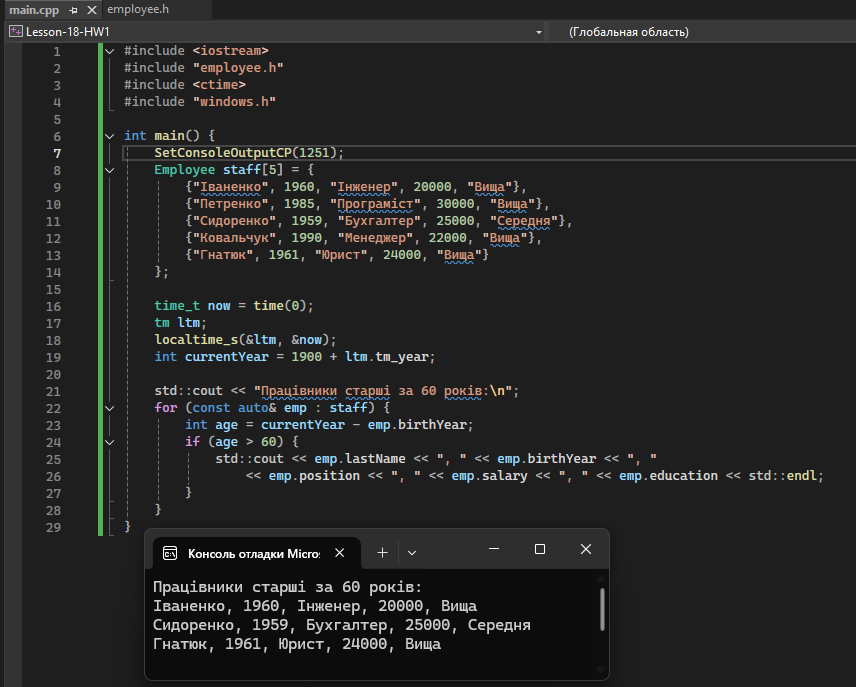 main.cpp employee.h
Lesson-18-HW1 (Глобальная область)
1 #include <iostream>
2 #include "employee.h"
3 #include <ctime>
4 #include "windows.h"
5
6 int main() {
7 SetConsoleOutputCP(1251);
8 Employee staff[5] = {
9 {"Іваненко", 1960, "Інженер", 20000, "Вища"},
10 {"Петренко", 1985, "Програміст", 30000, "Вища"},
11 {"Сидоренко", 1959, "Бухгалтер", 25000, "Середня"},
12 {"Ковальчук", 1990, "Менеджер", 22000, "Вища"},
13 {"Гнатюк", 1961, "Юрист", 24000, "Вища"}
14 };
15
16 time_t now = time(0);
17 tm ltm;
18 localtime_s(&ltm, &now);
19 int currentYear = 1900 + ltm.tm_year;
20
21 std::cout << "Працівники старші за 60 років:\n";
22 for (const auto& emp : staff) {
23 int age = currentYear - emp.birthYear;
24 if (age > 60) {
25 std::cout << emp.lastName << ", " << emp.birthYear << ", "
26 << emp.position << ", " << emp.salary << ", " << emp.education << std::endl;
27 }
28 }
29 }
Консоль отладки Micros
Працівники старші за 60 років:
Іваненко, 1960, Інженер, 20000, Вища
Сидоренко, 1959, Бухгалтер, 25000, Середня
Гнатюк, 1961, Юрист, 24000, Вища